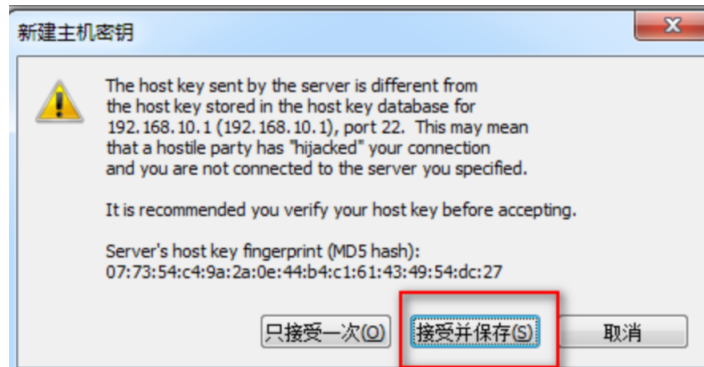 新建主机密钥
The host key sent by the server is different from
the host key stored in the host key database for
192.168.10.1 (192.168.10.1), port 22. This may mean
that a hostile party has "hijacked" your connection
and you are not connected to the server you specified.
It is recommended you verify your host key before accepting.
Server's host key fingerprint (MD5 hash):
07:73:54:c4:9a:2a:0e:44:b4:c1:61:43:49:54:dc:27
只接受一次(O) 接受并保存(S) 取消